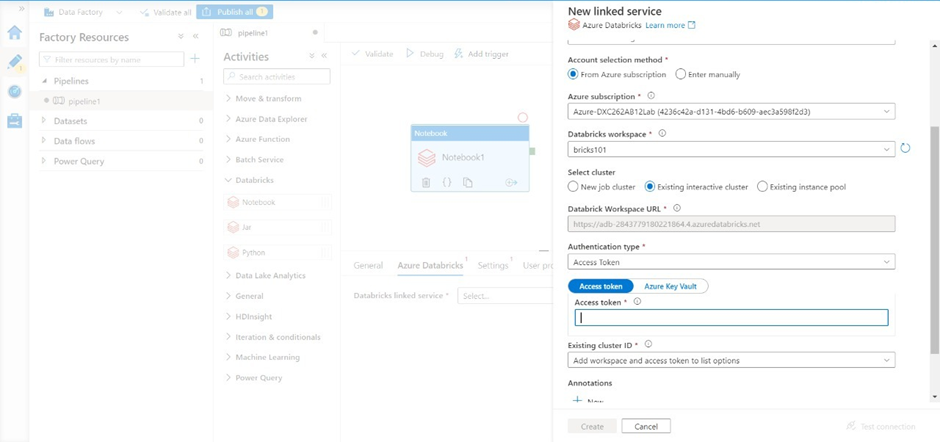 Data Factory
Validate all
Publish all 1
Factory Resources
Filter resources by name
Pipelines 1
pipeline1
Datasets 0
Data flows 0
Power Query 0
pipeline1
Activities
Search activities
Move & transform
Azure Data Explorer
Azure Function
Batch Service
Databricks
Notebook
Jar
Python
Data Lake Analytics
General
HDInsight
Iteration & conditionals
Machine Learning
Power Query
Validate Debug Add trigger
Notebook
Notebook1
General Azure Databricks 1 Settings 1 User pro
Databricks linked service * Select...
New linked service
Azure Databricks Learn more
Account selection method *
From Azure subscription Enter manually
Azure subscription *
Azure-DXC262AB12Lab (4236c42a-d131-4bd6-b609-aec3a598f2d3)
Databricks workspace *
bricks101
Select cluster
New job cluster Existing interactive cluster Existing instance pool
Databrick Workspace URL *
https://adb-2843779180221864.4.azuredatabricks.net
Authentication type *
Access Token
Access token Azure Key Vault
Access token *
Existing cluster ID *
Add workspace and access token to list options
Annotations
New
Create Cancel Test connection